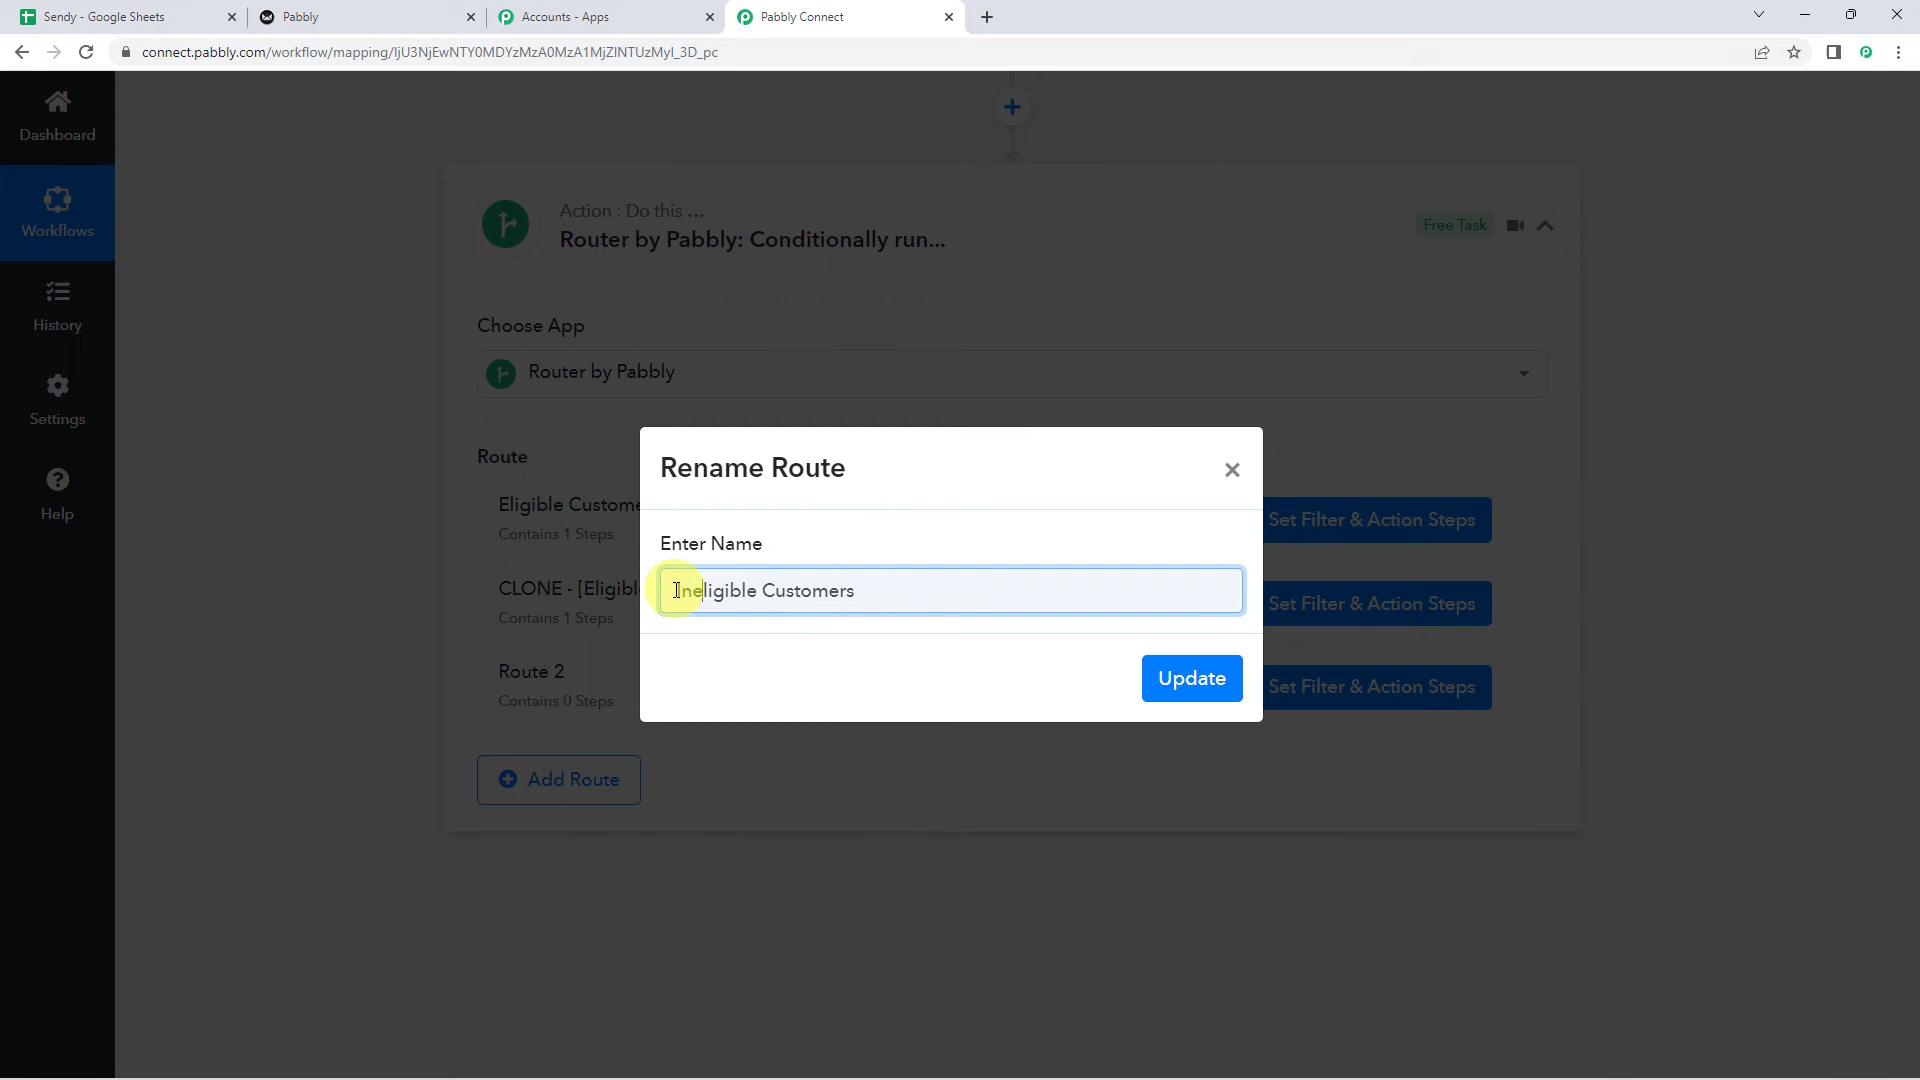 Sendy - Google Sheets
Pabbly
Accounts - Apps
Pabbly Connect
connect.pabbly.com/workflow/mapping/IjU3NjEwNTY0MDYzMzA0MzA1MjZlNTUzMyI_3D_pc
Dashboard
Workflows
History
Settings
Help
Action : Do this ...
Router by Pabbly: Conditionally run...
Free Task
Choose App
Router by Pabbly
Route
Eligible Custome
Contains 1 Steps
Set Filter & Action Steps
CLONE - [Eligible
Contains 1 Steps
Set Filter & Action Steps
Route 2
Contains 0 Steps
Set Filter & Action Steps
Add Route
Rename Route
Enter Name
Ineligible Customers
Update